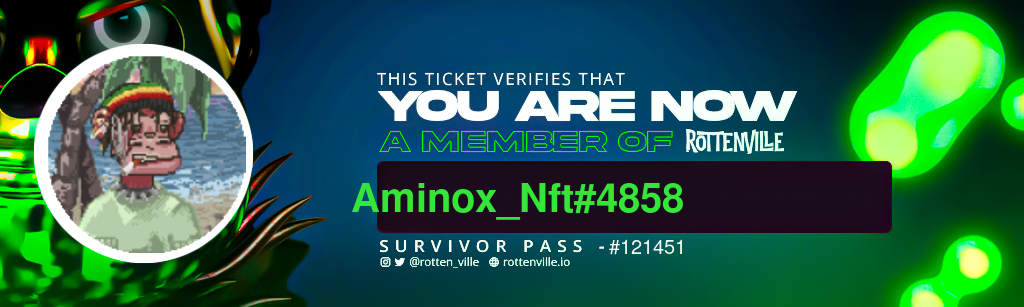 THIS TICKET VERIFIES THAT
YOU ARE NOW
A MEMBER OF ROTTENVILLE
Aminox_Nft#4858
SURVIVOR PASS - #121451
@rotten_ville rottenville.io